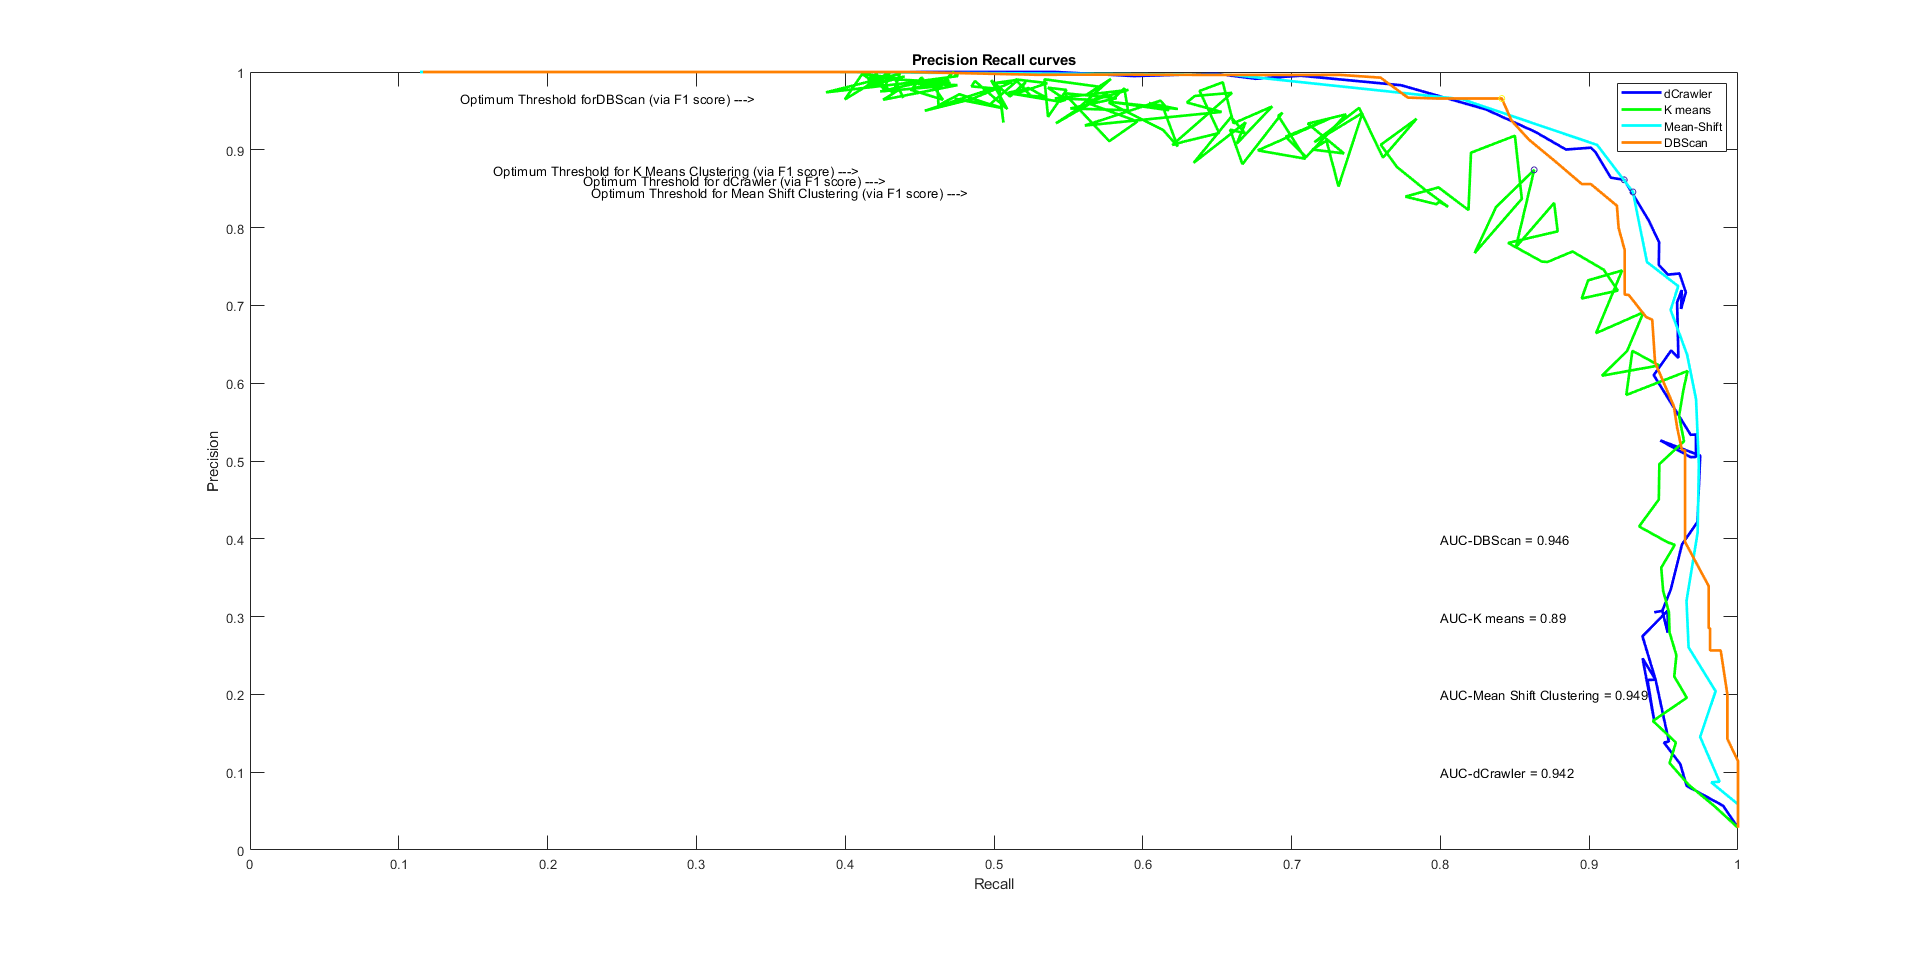 Precision Recall curves
1
0.9
0.8
0.7
0.6
0.5
0.4
0.3
0.2
0.1
0
Precision
Optimum Threshold forDBScan (via F1 score) --->
Optimum Threshold for K Means Clustering (via F1 score) --->
Optimum Threshold for dCrawler (via F1 score) --->
Optimum Threshold for Mean Shift Clustering (via F1 score) --->
dCrawler
K means
Mean-Shift
DBScan
AUC-DBScan = 0.946
AUC-K means = 0.89
AUC-Mean Shift Clustering = 0.949
AUC-dCrawler = 0.942
0
0.1
0.2
0.3
0.4
0.5
0.6
0.7
0.8
0.9
1
Recall